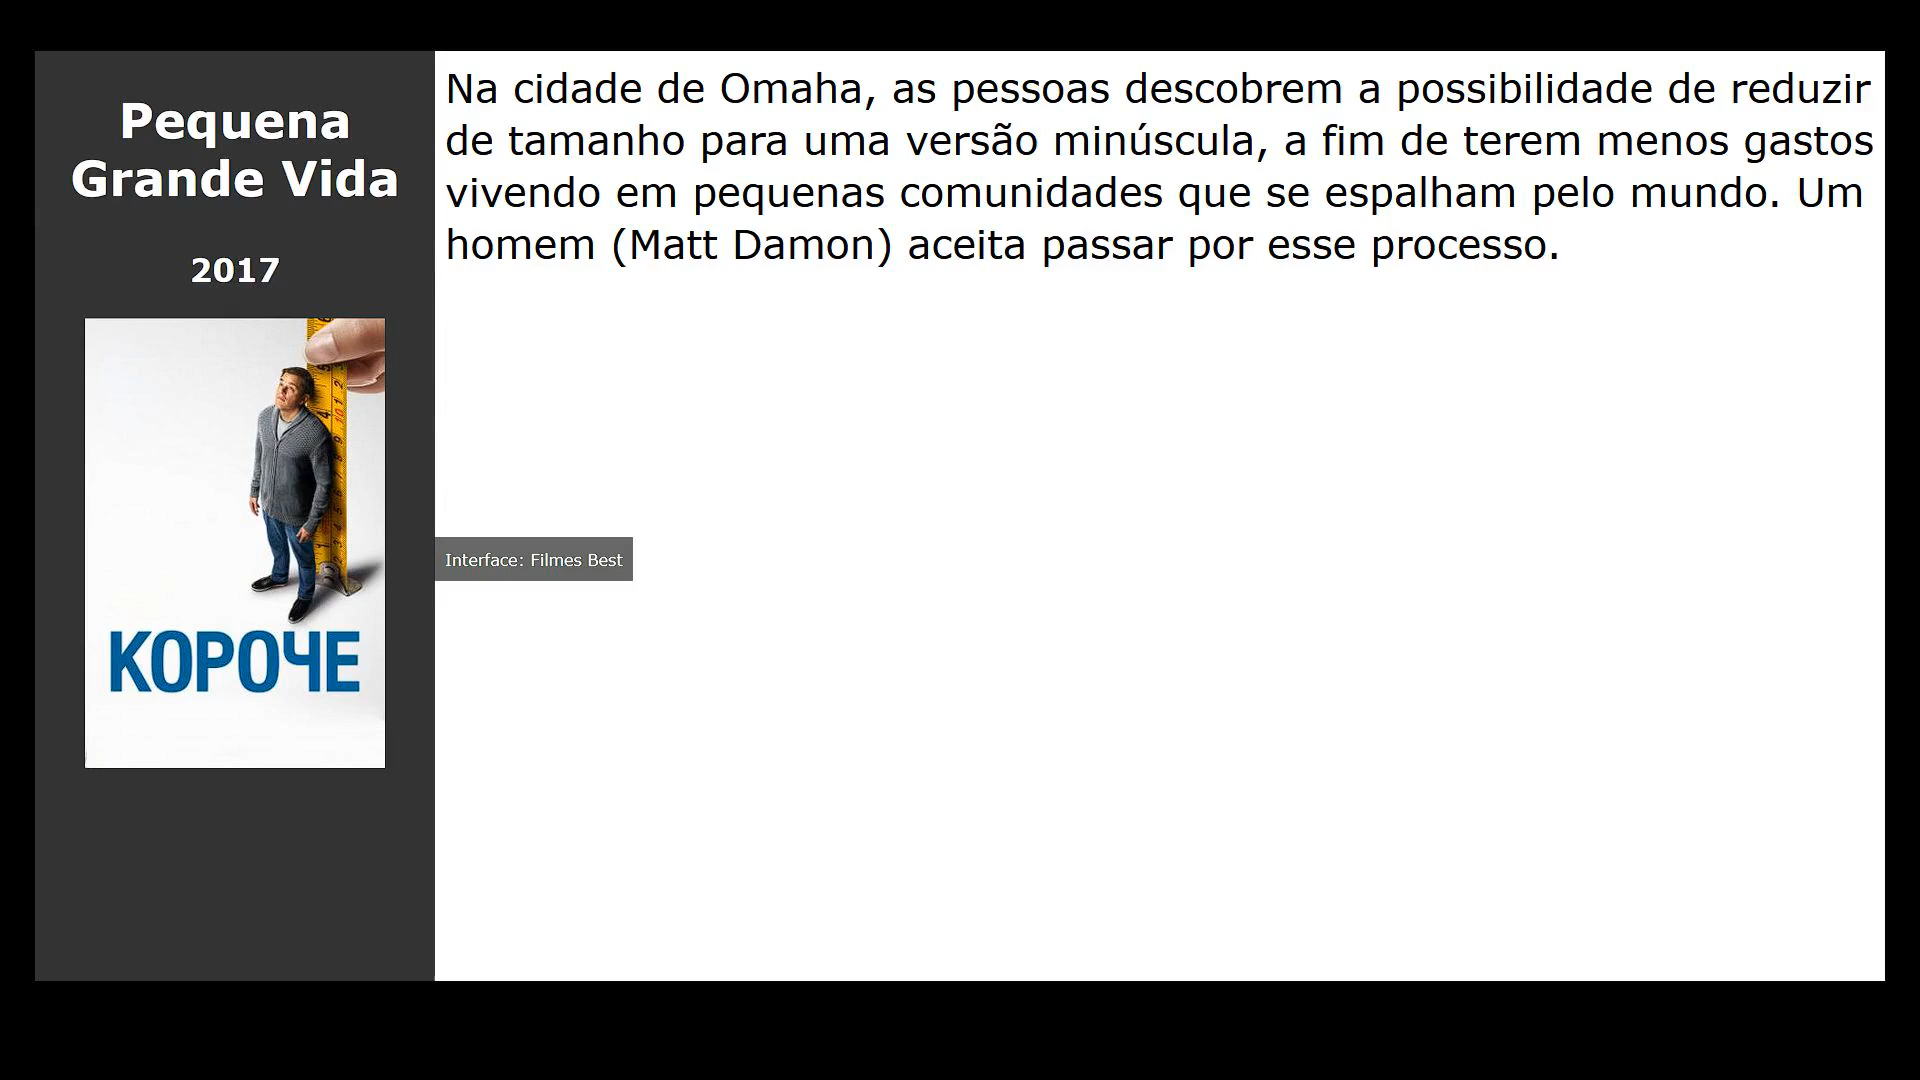 Pequena
Grande Vida
2017
КОРОЧЕ
Na cidade de Omaha, as pessoas descobrem a possibilidade de reduzir
de tamanho para uma versão minúscula, a fim de terem menos gastos
vivendo em pequenas comunidades que se espalham pelo mundo. Um
homem (Matt Damon) aceita passar por esse processo.
Interface: Filmes Best